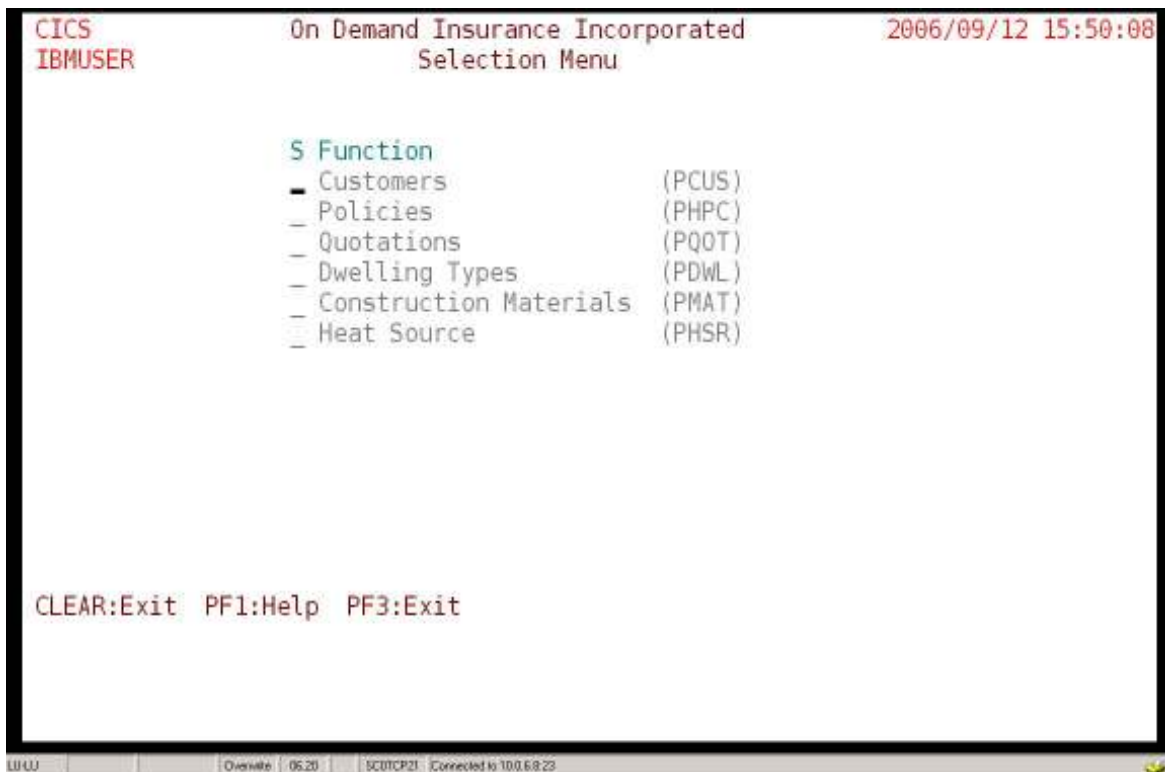 CICS On Demand Insurance Incorporated 2006/09/12 15:50:08
IBMUSER Selection Menu
S Function
_ Customers (PCUS)
_ Policies (PHPC)
_ Quotations (PQOT)
_ Dwelling Types (PDWL)
_ Construction Materials (PMAT)
_ Heat Source (PHSR)
CLEAR:Exit PF1:Help PF3:Exit
Overwrite 06.20 SC0TCP21 Connected to 10.0.6.8:23